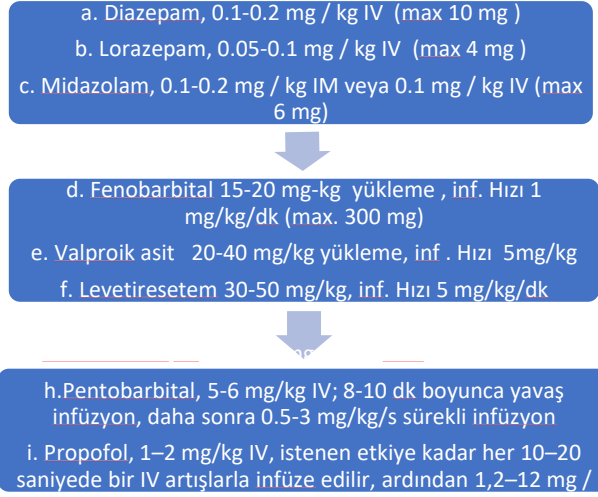 a. Diazepam, 0.1-0.2 mg / kg IV  (max 10 mg )
b. Lorazepam, 0.05-0.1 mg / kg IV  (max 4 mg )
c. Midazolam, 0.1-0.2 mg / kg IM veya 0.1 mg / kg IV (max
6 mg)
d. Fenobarbital 15-20 mg-kg  yükleme , inf. Hızı 1
mg/kg/dk (max. 300 mg)
e. Valproik asit   20-40 mg/kg yükleme, inf . Hızı  5mg/kg
f. Levetiresetem 30-50 mg/kg, inf. Hızı 5 mg/kg/dk
h.Pentobarbital, 5-6 mg/kg IV; 8-10 dk boyunca yavaş
infüzyon, daha sonra 0.5-3 mg/kg/s sürekli infüzyon
i. Propofol, 1–2 mg/kg IV, istenen etkiye kadar her 10–20
saniyede bir IV artışlarla infüze edilir, ardından 1,2–12 mg /